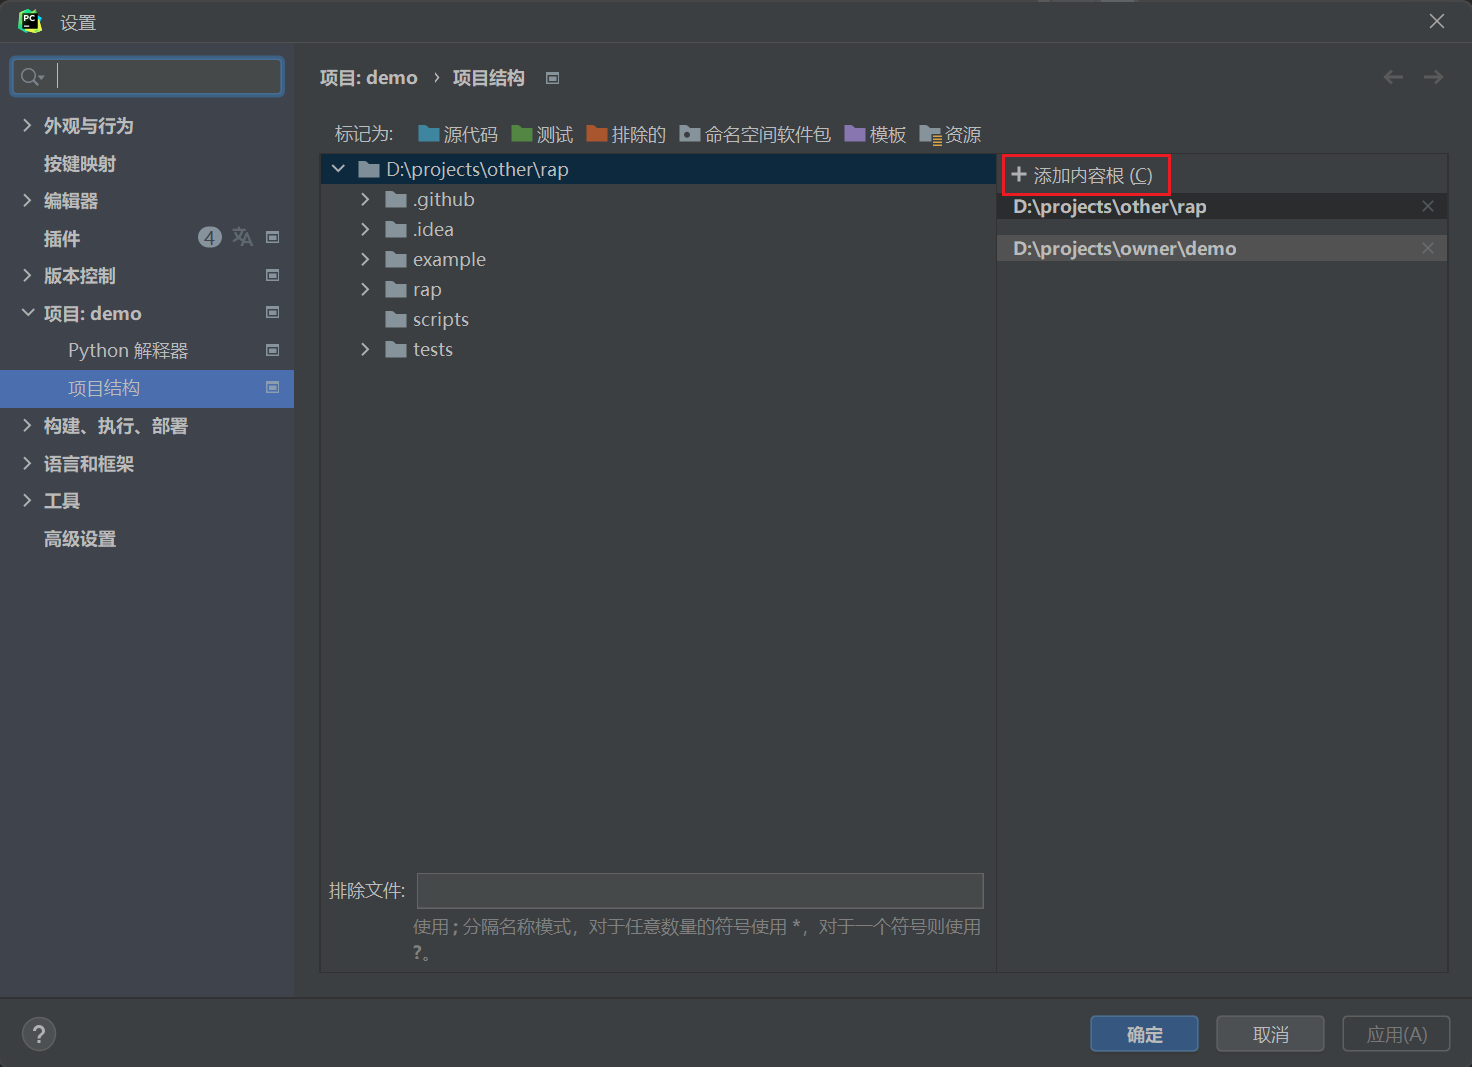 PC
设置
外观与行为
按键映射
编辑器
插件 4
版本控制
项目: demo
Python 解释器
项目结构
构建、执行、部署
语言和框架
工具
高级设置
项目: demo › 项目结构
标记为: 源代码 测试 排除的 命名空间软件包 模板 资源
D:\projects\other\rap
.github
.idea
example
rap
scripts
tests
排除文件:
使用 ; 分隔名称模式，对于任意数量的符号使用 *，对于一个符号则使用
?。
+ 添加内容根 (C)
D:\projects\other\rap
D:\projects\owner\demo
?
确定 取消 应用(A)